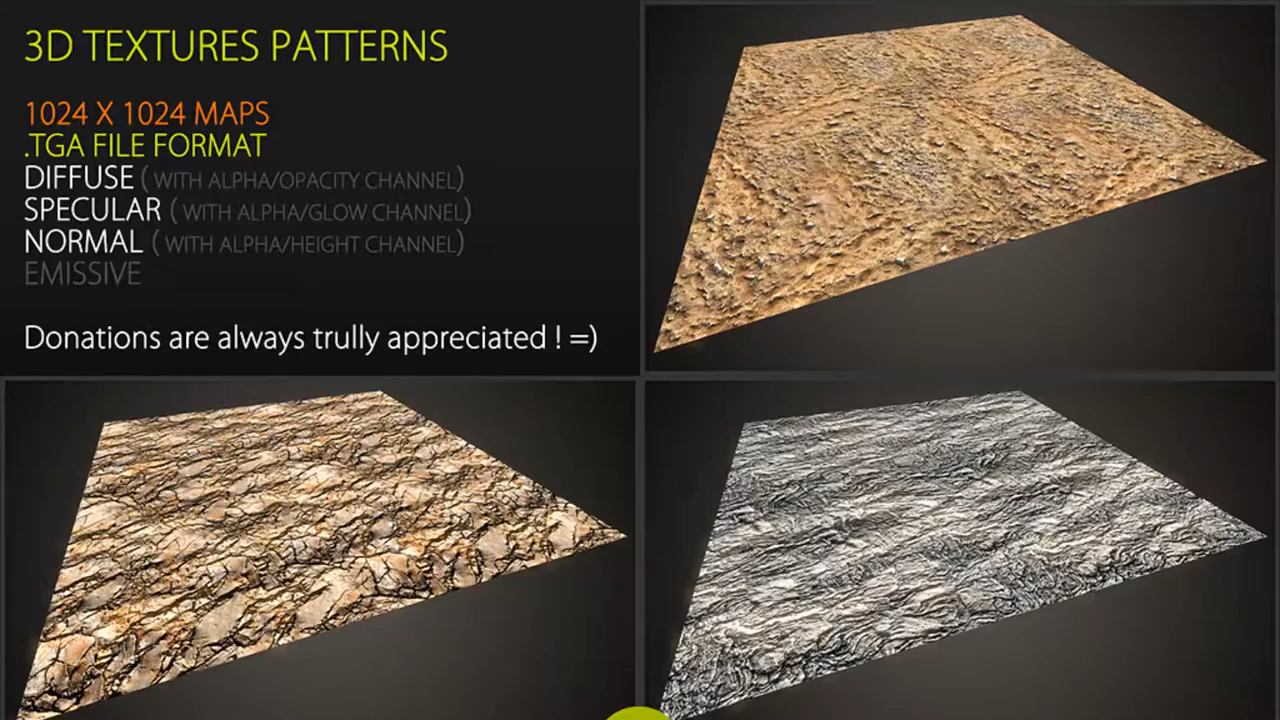 3D TEXTURES PATTERNS
1024 X 1024 MAPS
.TGA FILE FORMAT
DIFFUSE ( WITH ALPHA/OPACITY CHANNEL)
SPECULAR ( WITH ALPHA/GLOW CHANNEL)
NORMAL ( WITH ALPHA/HEIGHT CHANNEL)
EMISSIVE
Donations are always trully appreciated ! =)